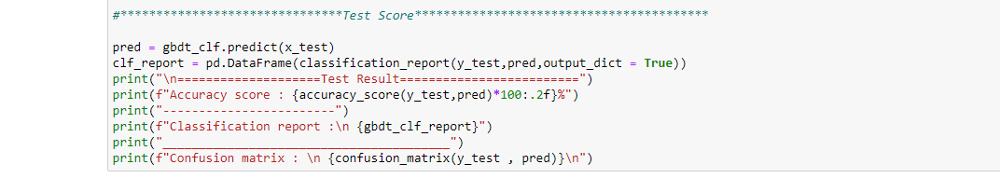 #*******************************Test Score*****************************************
pred = gbdt_clf.predict(x_test)
clf_report = pd.DataFrame(classification_report(y_test,pred,output_dict = True))
print("\n====================Test Result=========================")
print(f"Accuracy score : {accuracy_score(y_test,pred)*100:.2f}%")
print("------------------------")
print(f"Classification report :\n {gbdt_clf_report}")
print("________________________________________")
print(f"Confusion matrix : \n {confusion_matrix(y_test , pred)}\n")